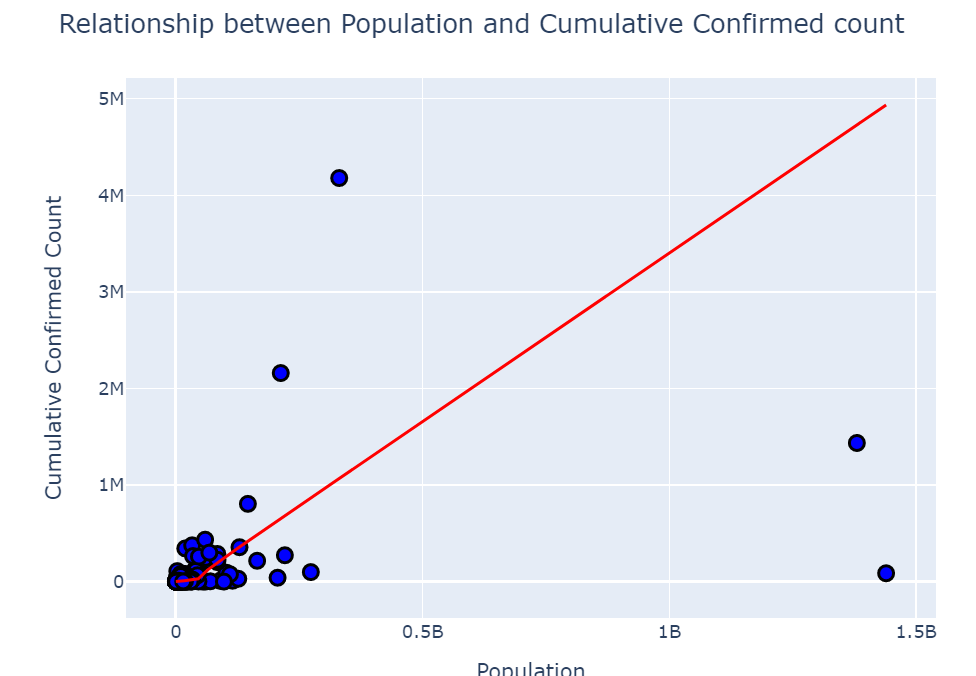 Relationship between Population and Cumulative Confirmed count
5M
4M
3M
2M
1M
0
Cumulative Confirmed Count
0
0.5B
1B
1.5B
Population